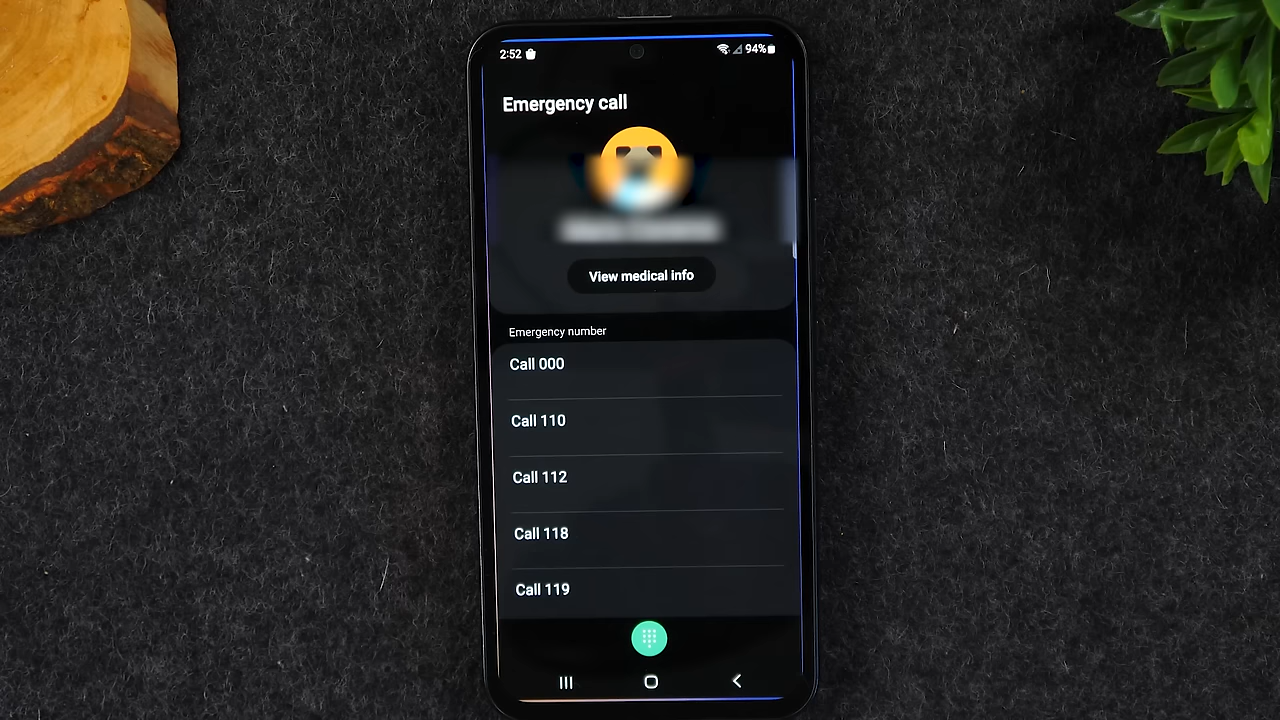 2:52
94%
Emergency call
View medical info
Emergency number
Call 000
Call 110
Call 112
Call 118
Call 119